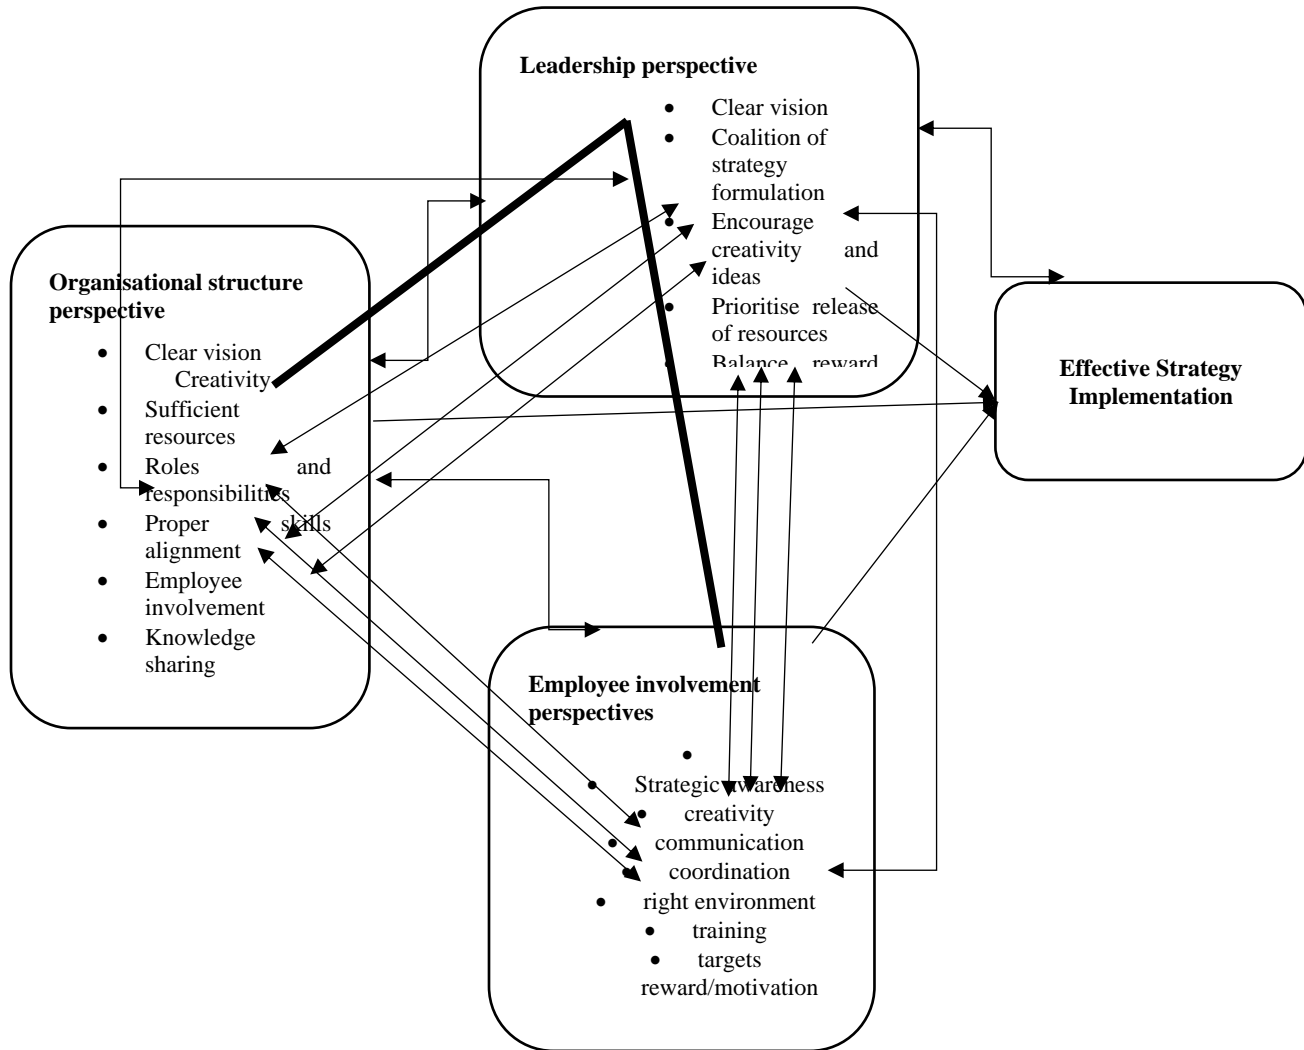 Leadership perspective
● Clear vision
● Coalition of
strategy
formulation
● Encourage
creativity and
ideas
● Prioritise release
of resources
● Balance reward
Organisational structure
perspective
● Clear vision
Creativity
● Sufficient
resources
● Roles and
responsibilities
● Proper skills
alignment
● Employee
involvement
● Knowledge
sharing
Effective Strategy
Implementation
Employee involvement
perspectives
●
● Strategic awareness
● creativity
● communication
● coordination
● right environment
● training
● targets
reward/motivation